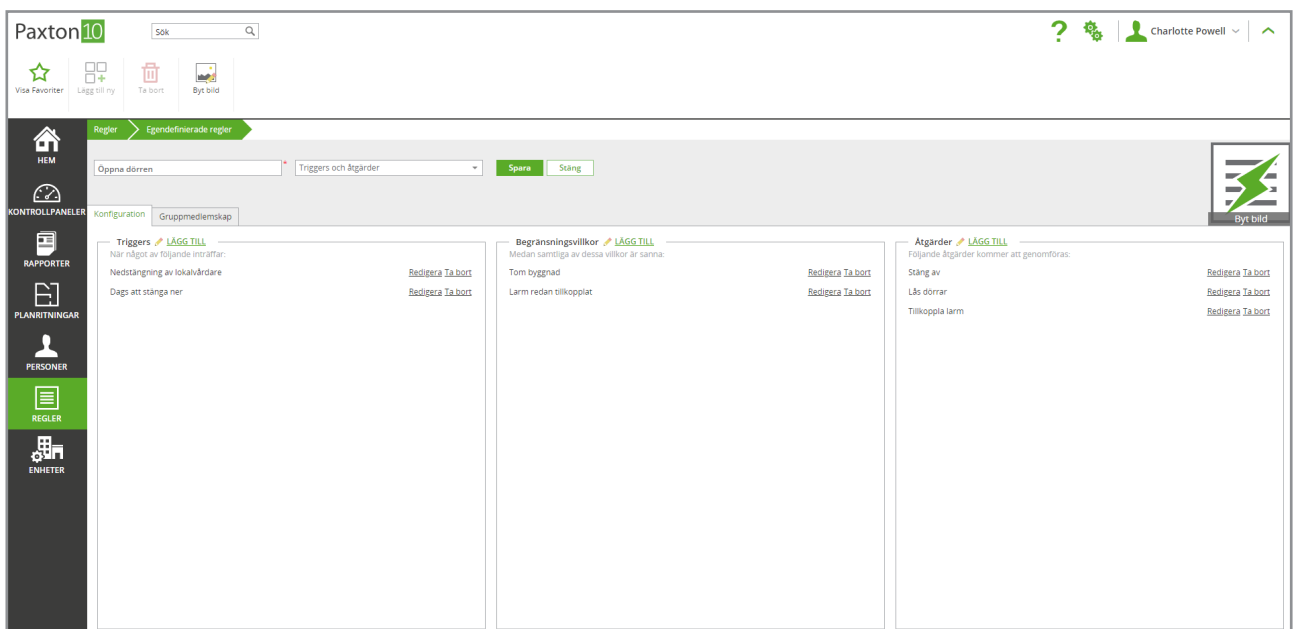 Paxton10
Sök
Charlotte Powell
Visa Favoriter
Lägg till ny
Ta bort
Byt bild
HEM
KONTROLLPANELER
RAPPORTER
PLANRITNINGAR
PERSONER
REGLER
ENHETER
Regler Egendefinierade regler
Öppna dörren * Triggers och åtgärder Spara Stäng
Byt bild
Konfiguration Gruppmedlemskap
Triggers LÄGG TILL
När något av följande inträffar:
Nedstängning av lokalvårdare Redigera Ta bort
Dags att stänga ner Redigera Ta bort
Begränsningsvillkor LÄGG TILL
Medan samtliga av dessa villkor är sanna:
Tom byggnad Redigera Ta bort
Larm redan tillkopplat Redigera Ta bort
Åtgärder LÄGG TILL
Följande åtgärder kommer att genomföras:
Stäng av Redigera Ta bort
Lås dörrar Redigera Ta bort
Tillkoppla larm Redigera Ta bort